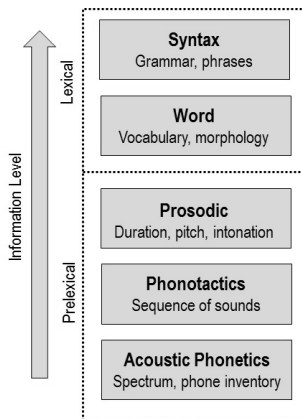 Syntax
Grammar, phrases
Word
Vocabulary, morphology
Prosodic
Duration, pitch, intonation
Phonotactics
Sequence of sounds
Acoustic Phonetics
Spectrum, phone inventory
Lexical
Prelexical
Information Level